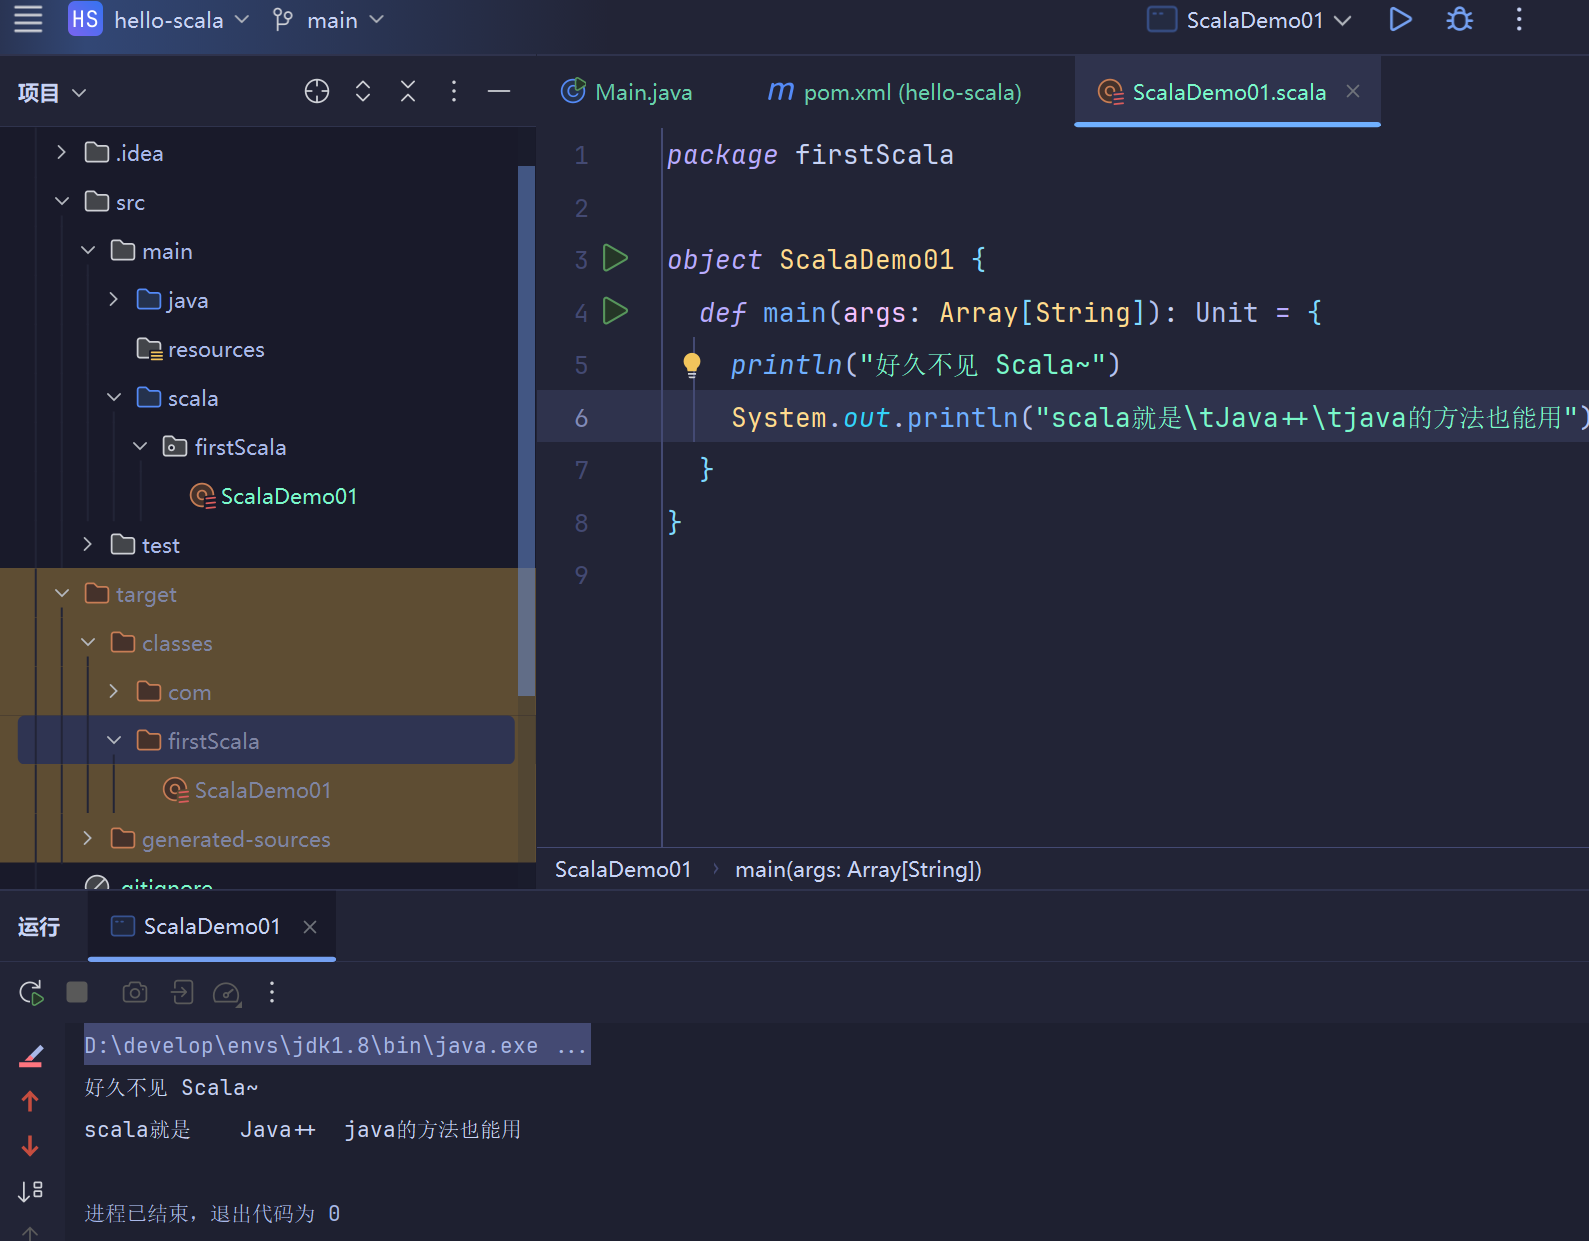 HS hello-scala main ScalaDemo01
项目
Main.java
pom.xml (hello-scala)
ScalaDemo01.scala
.idea
src
main
java
resources
scala
firstScala
ScalaDemo01
test
target
classes
com
firstScala
ScalaDemo01
generated-sources
.gitignore
1 package firstScala
2
3 object ScalaDemo01 {
4 def main(args: Array[String]): Unit = {
5 println("好久不见 Scala~")
6 System.out.println("scala就是\tJava++\tjava的方法也能用")
7 }
8 }
9
ScalaDemo01 › main(args: Array[String])
运行 ScalaDemo01
D:\develop\envs\jdk1.8\bin\java.exe ...
好久不见 Scala~
scala就是 Java++ java的方法也能用
进程已结束，退出代码为 0